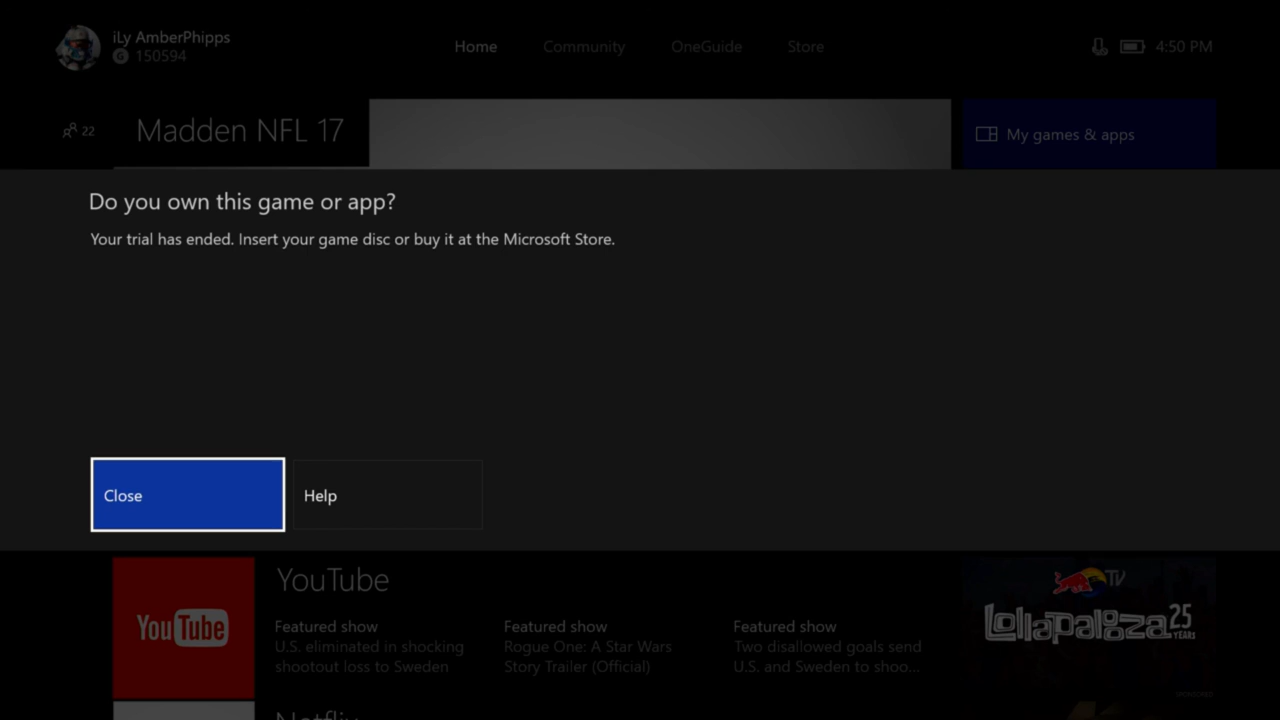 iLy AmberPhipps
G 150594
Home Community OneGuide Store
4:50 PM
22
Madden NFL 17
My games & apps
Do you own this game or app?
Your trial has ended. Insert your game disc or buy it at the Microsoft Store.
Close
Help
YouTube
YouTube
Featured show
U.S. eliminated in shocking
shootout loss to Sweden
Featured show
Rogue One: A Star Wars
Story Trailer (Official)
Featured show
Two disallowed goals send
U.S. and Sweden to shoo...
Red Bull TV
Lollapalooza 25
YEARS
Netflix